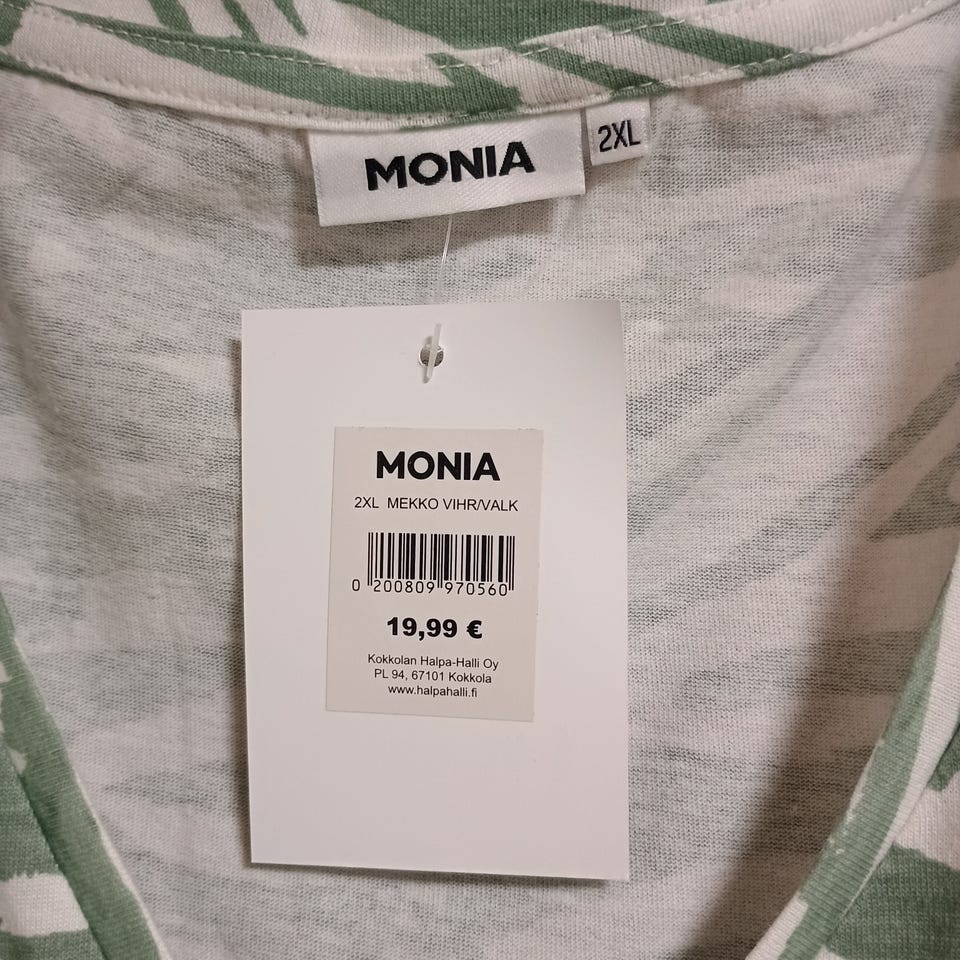 MONIA
2XL
MONIA
2XL MEKKO VIHR/VALK
0 200809 970560
19,99 €
Kokkolan Halpa-Halli Oy
PL 94, 67101 Kokkola
www.halpahalli.fi